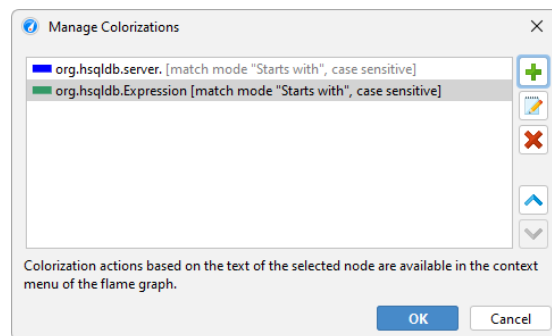 Manage Colorizations
org.hsqldb.server. [match mode "Starts with", case sensitive]
org.hsqldb.Expression [match mode "Starts with", case sensitive]
Colorization actions based on the text of the selected node are available in the context
menu of the flame graph.
OK Cancel